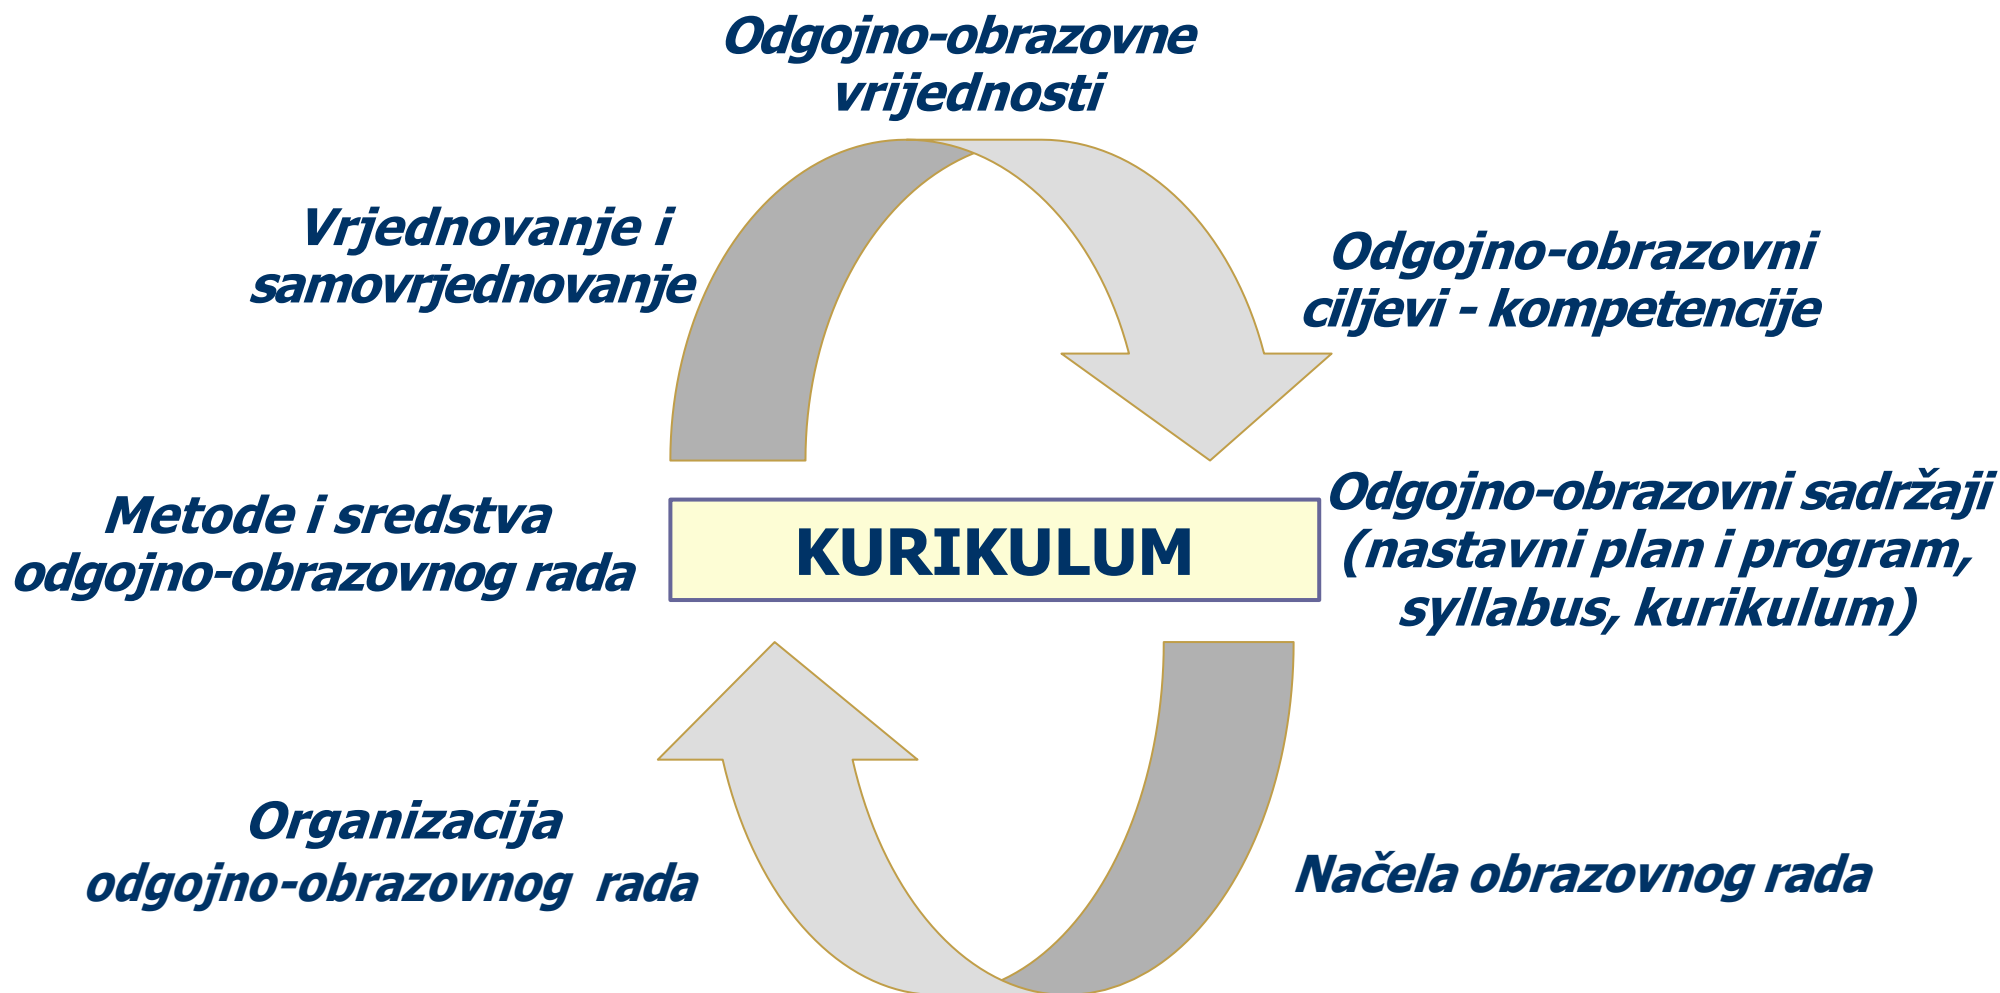 Odgojno-obrazovne
vrijednosti
Vrjednovanje i
samovrjednovanje
Odgojno-obrazovni
ciljevi - kompetencije
Metode i sredstva
odgojno-obrazovnog rada
KURIKULUM
Odgojno-obrazovni sadržaji
(nastavni plan i program,
syllabus, kurikulum)
Organizacija
odgojno-obrazovnog rada
Načela obrazovnog rada